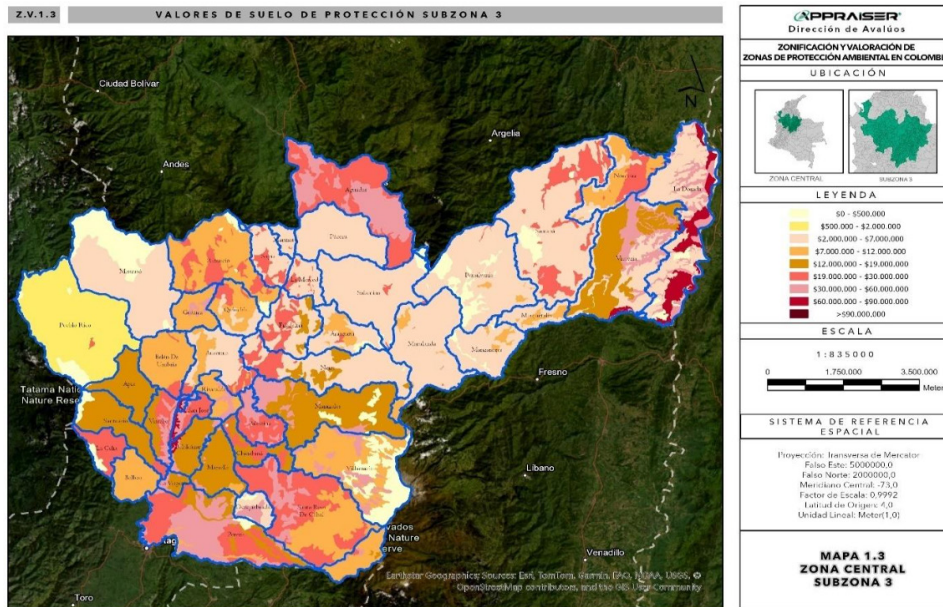 Z.V.1.3
VALORES DE SUELO DE PROTECCIÓN SUBZONA 3
Ciudad Bolívar
Andes
Argelia
N
Aguadas
Nariño
La Dorada
Pácora
Samaná
Mistrató
Riosucio
Salamina
Pensilvania
Victoria
Pueblo Rico
Guática
Quinchía
Aranzazu
Marulanda
Manzanares
Marquetalia
Belén De
Umbría
Anserma
Neira
Fresno
Tatama Natio
Nature Rese
Apía
Risaralda
Manizales
Santuario
Viterbo
San José
La Celia
Chinchiná
Villamaría
Balboa
Marsella
Líbano
Dosquebradas
Santa Rosa
De Cabal
Pereira
vados
Nature
erve
Venadillo
Toro
Earthstar Geographics; Sources: Esri, TomTom, Garmin, FAO, NOAA, USGS, ©
OpenStreetMap contributors, and the GIS User Community
APPRAISER®
Dirección de Avalúos
ZONIFICACIÓN Y VALORACIÓN DE
ZONAS DE PROTECCIÓN AMBIENTAL EN COLOMBIA
UBICACIÓN
ZONA CENTRAL
SUBZONA 3
LEYENDA
$0 - $500.000
$500.000 - $2.000.000
$2.000.000 - $7.000.000
$7.000.000 - $12.000.000
$12.000.000 - $19.000.000
$19.000.000 - $30.000.000
$30.000.000 - $60.000.000
$60.000.000 - $90.000.000
>$90.000.000
ESCALA
1:835000
0 1.750.000 3.500.000
Meters
SISTEMA DE REFERENCIA
ESPACIAL
Proyección: Transversa de Mercator
Falso Este: 5000000,0
Falso Norte: 2000000,0
Meridiano Central: -73,0
Factor de Escala: 0,9992
Latitud de Origen: 4,0
Unidad Lineal: Meter(1,0)
MAPA 1.3
ZONA CENTRAL
SUBZONA 3